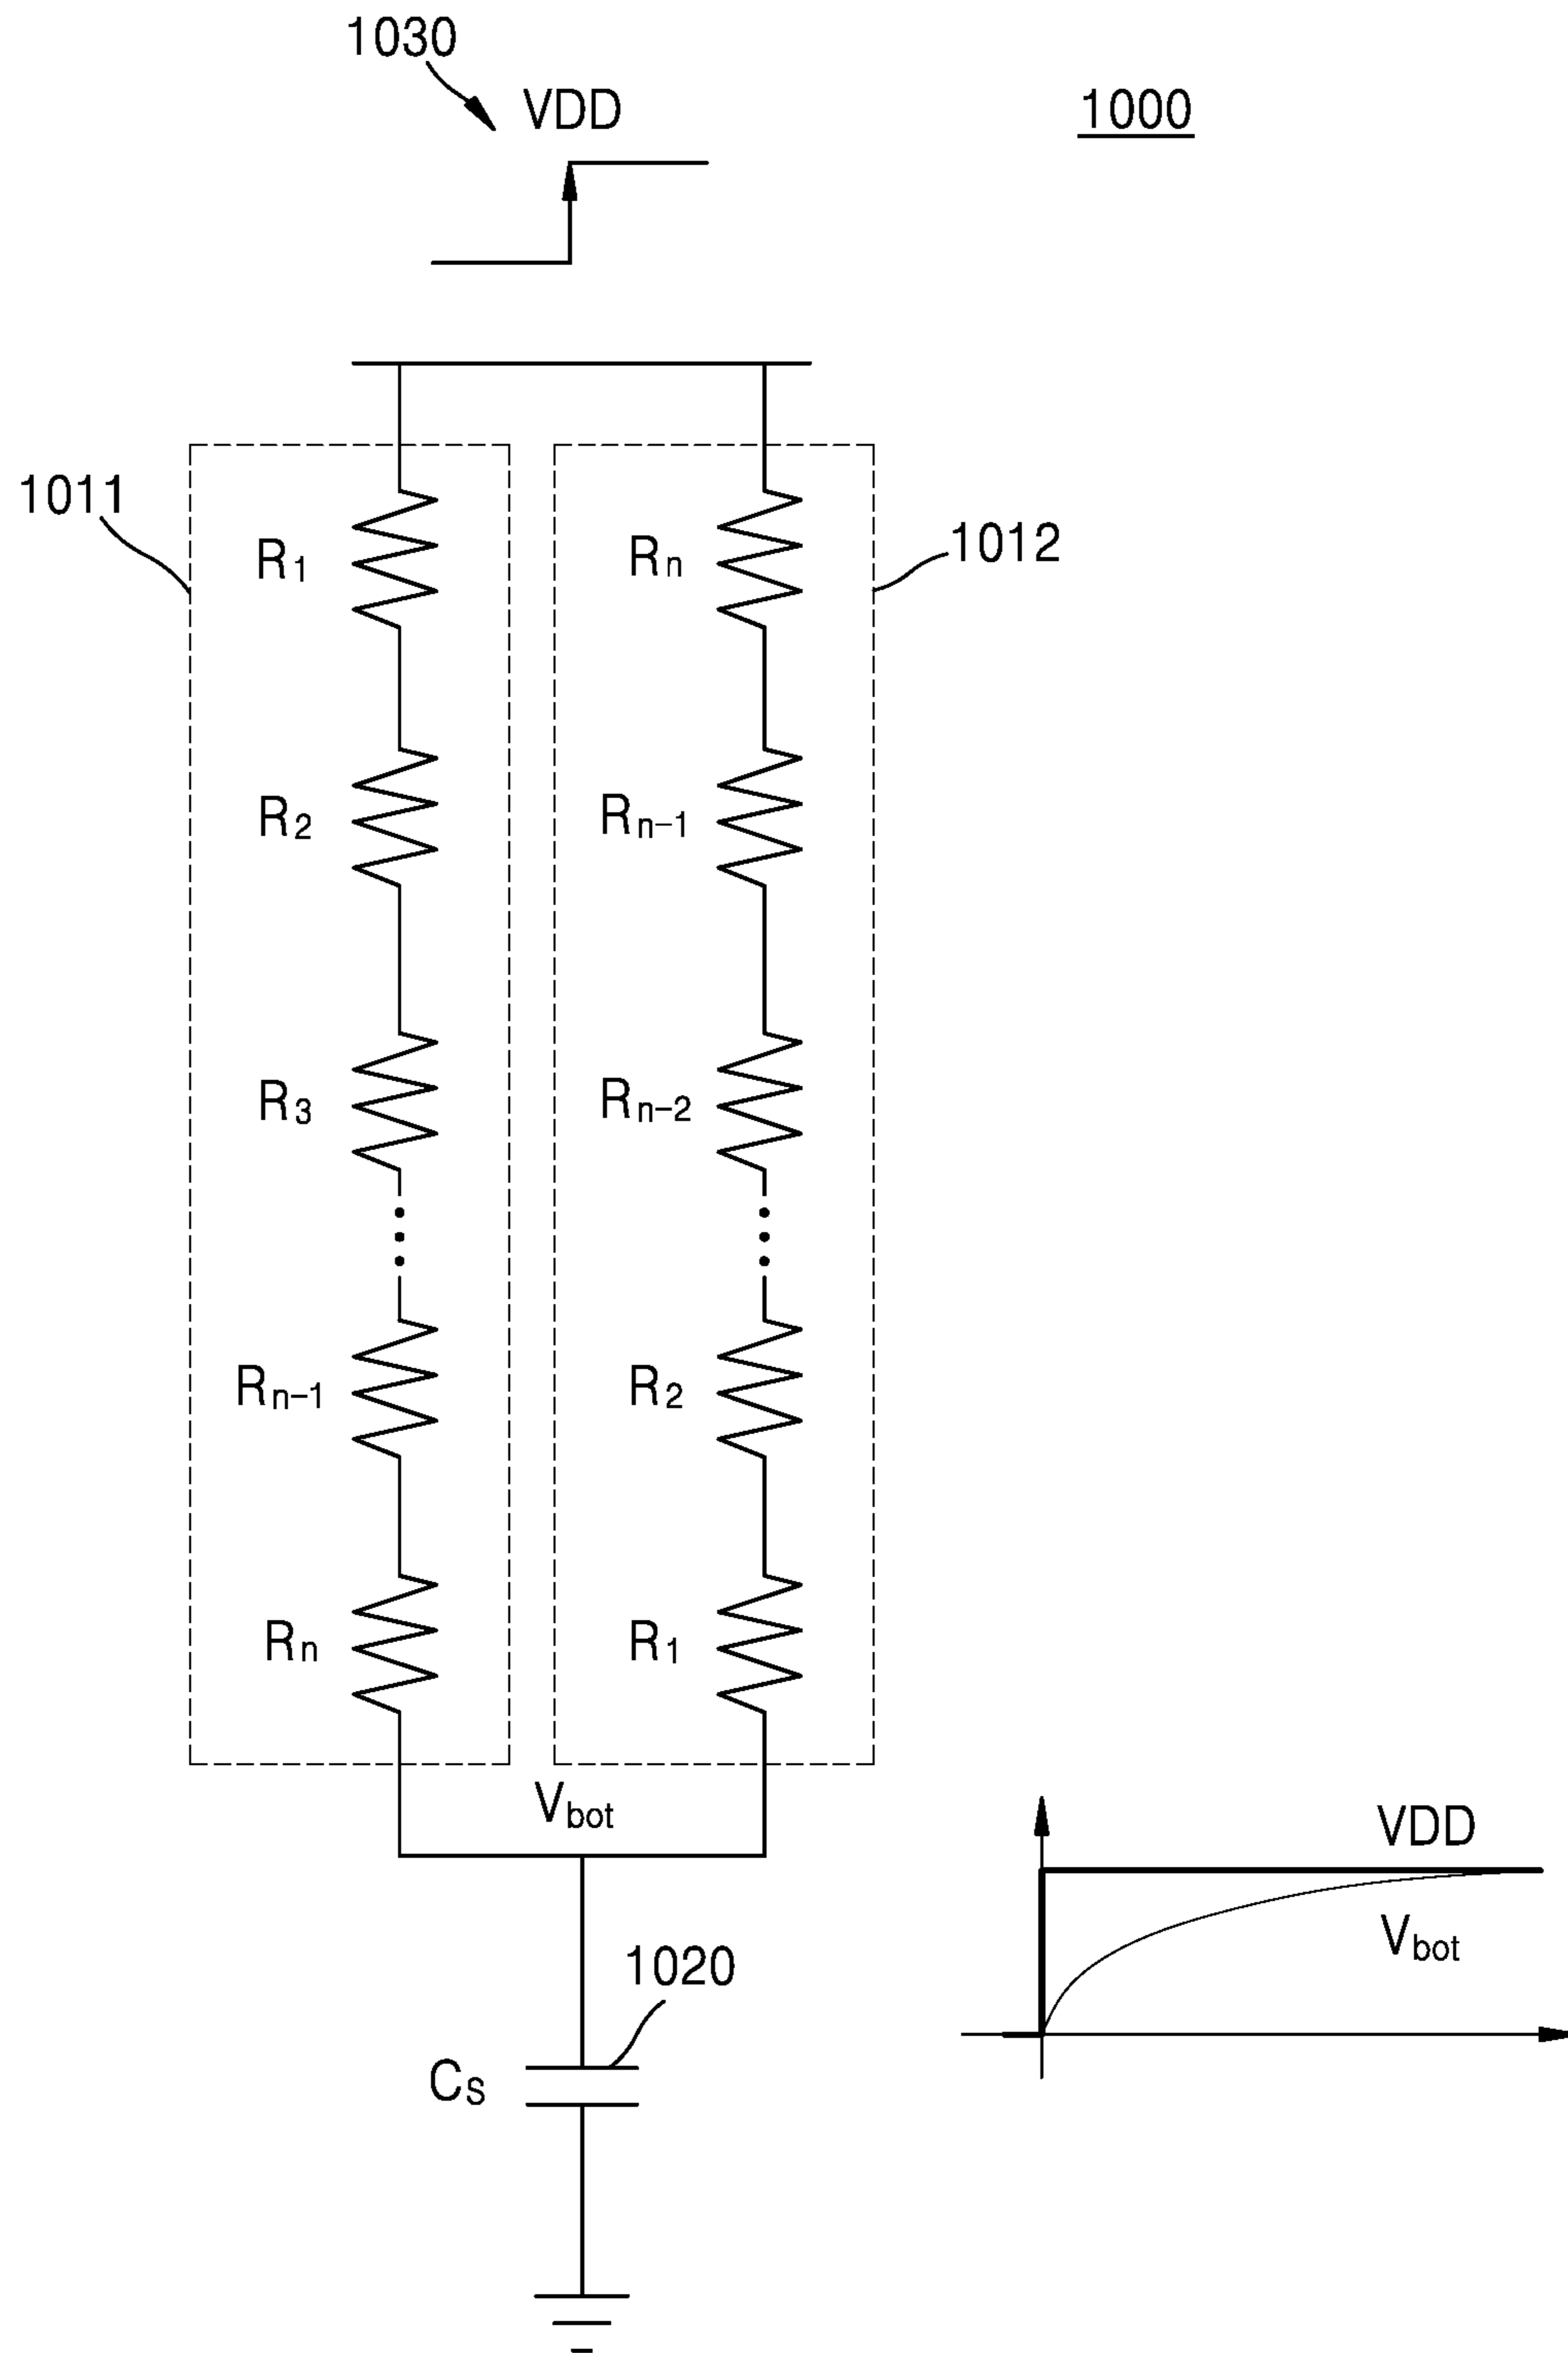 1030
VDD
1000
1011
1012
R1
Rn
R2
Rn-1
R3
Rn-2
Rn-1
R2
Rn
R1
Vbot
VDD
Vbot
1020
CS